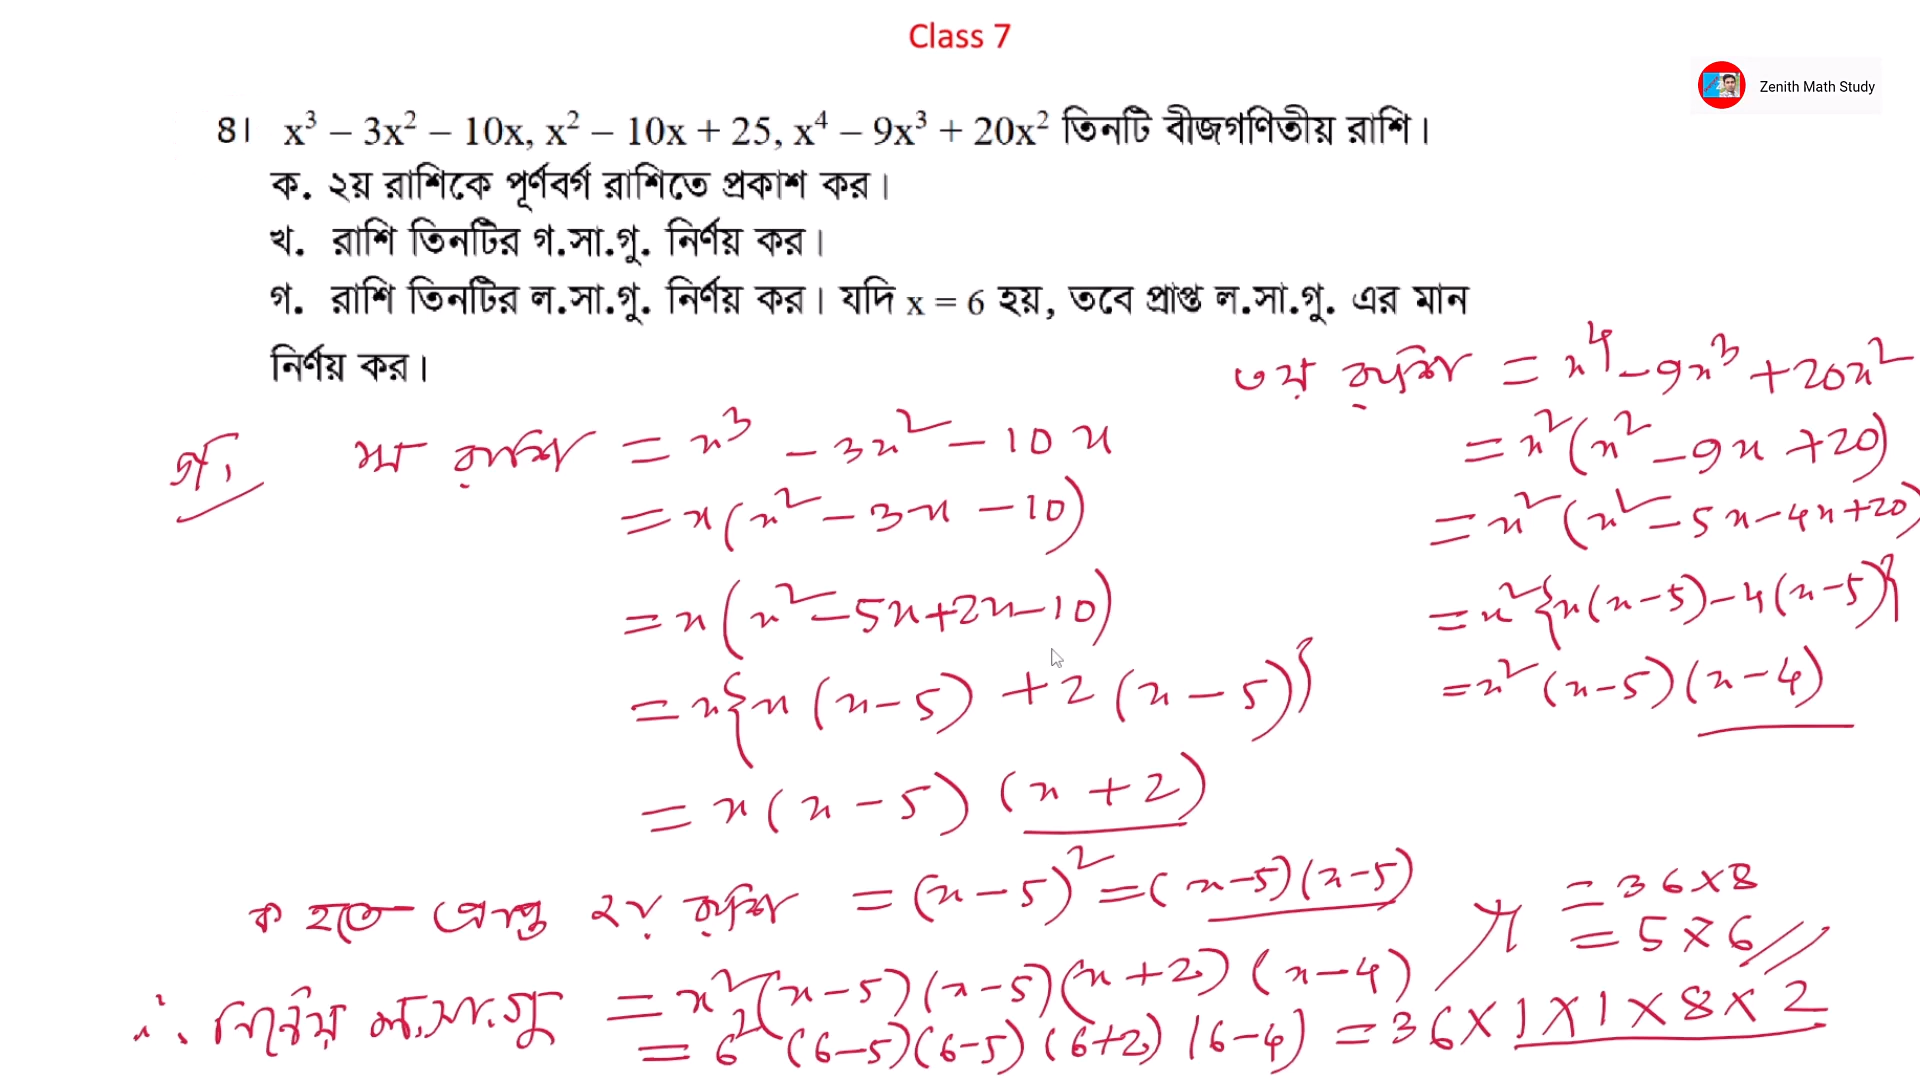 Class 7
Zenith Math Study
8। x³ – 3x² – 10x, x² – 10x + 25, x⁴ – 9x³ + 20x² তিনটি বীজগণিতীয় রাশি।
ক. ২য় রাশিকে পূর্ণবর্গ রাশিতে প্রকাশ কর।
খ. রাশি তিনটির গ.সা.গু. নির্ণয় কর।
গ. রাশি তিনটির ল.সা.গু. নির্ণয় কর। যদি x = 6 হয়, তবে প্রাপ্ত ল.সা.গু. এর মান
নির্ণয় কর।
গ. ১ম রাশি = x³ – 3x² – 10x
= x(x² – 3x – 10)
= x(x² – 5x + 2x – 10)
= x{x(x – 5) + 2(x – 5)}
= x(x – 5)(x + 2)
৩য় রাশি = x⁴ – 9x³ + 20x²
= x²(x² – 9x + 20)
= x²(x² – 5x – 4x + 20)
= x²{x(x – 5) – 4(x – 5)}
= x²(x – 5)(x – 4)
ক হতে প্রাপ্ত ২য় রাশি = (x – 5)² = (x – 5)(x – 5)
∴ নির্ণেয় ল.সা.গু = x²(x – 5)(x – 5)(x + 2)(x – 4)
= 6²(6 – 5)(6 – 5)(6 + 2)(6 – 4) = 36 × 1 × 1 × 8 × 2
= 36 × 8
= 576